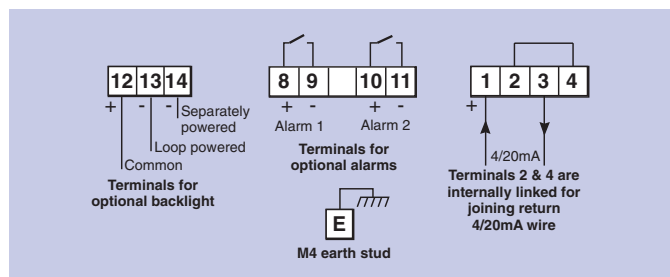 12 13 14
+ - -
Separately
powered
Loop powered
Common
Terminals for
optional backlight
8 9 10 11
+ - + -
Alarm 1 Alarm 2
Terminals for
optional alarms
E
M4 earth stud
1 2 3 4
+
4/20mA
Terminals 2 & 4 are
internally linked for
joining return
4/20mA wire